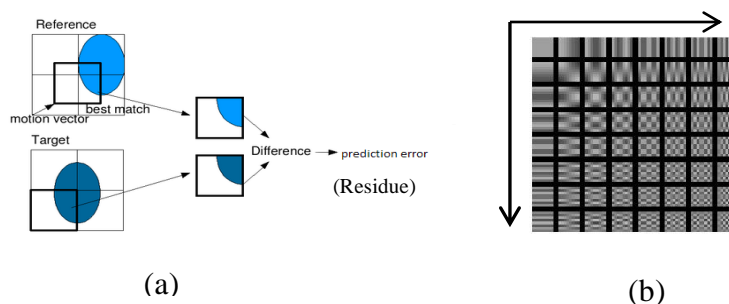 Reference
best match
motion vector
Target
Difference
prediction error
(Residue)
(a)
(b)